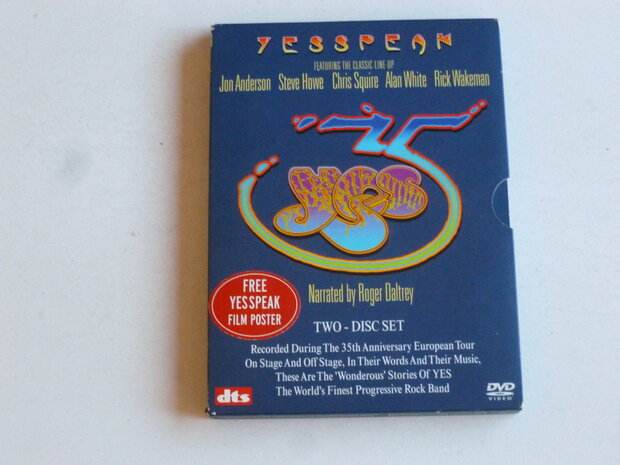 YESSPEAK
FEATURING THE CLASSIC LINE-UP
Jon Anderson Steve Howe Chris Squire Alan White Rick Wakeman
35
Yes
FREE
YESSPEAK
FILM POSTER
Narrated by Roger Daltrey
TWO - DISC SET
Recorded During The 35th Anniversary European Tour
On Stage And Off Stage, In Their Words And Their Music,
These Are The 'Wonderous' Stories Of YES
The World's Finest Progressive Rock Band
dts
DVD
VIDEO